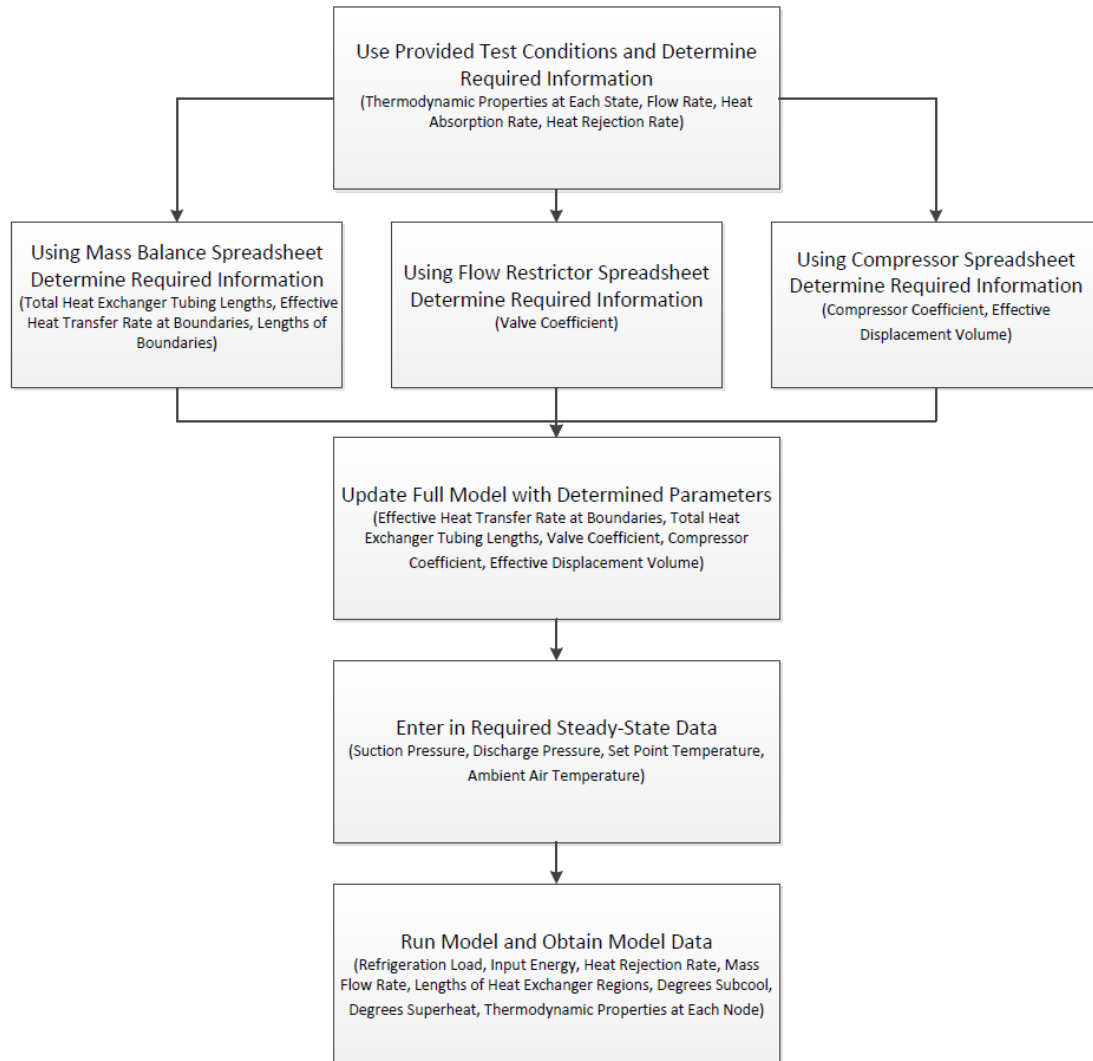 Use Provided Test Conditions and Determine
Required Information
(Thermodynamic Properties at Each State, Flow Rate, Heat
Absorption Rate, Heat Rejection Rate)
Using Mass Balance Spreadsheet
Determine Required Information
(Total Heat Exchanger Tubing Lengths, Effective
Heat Transfer Rate at Boundaries, Lengths of
Boundaries)
Using Flow Restrictor Spreadsheet
Determine Required Information
(Valve Coefficient)
Using Compressor Spreadsheet
Determine Required Information
(Compressor Coefficient, Effective
Displacement Volume)
Update Full Model with Determined Parameters
(Effective Heat Transfer Rate at Boundaries, Total Heat
Exchanger Tubing Lengths, Valve Coefficient, Compressor
Coefficient, Effective Displacement Volume)
Enter in Required Steady-State Data
(Suction Pressure, Discharge Pressure, Set Point Temperature,
Ambient Air Temperature)
Run Model and Obtain Model Data
(Refrigeration Load, Input Energy, Heat Rejection Rate, Mass
Flow Rate, Lengths of Heat Exchanger Regions, Degrees Subcool,
Degrees Superheat, Thermodynamic Properties at Each Node)